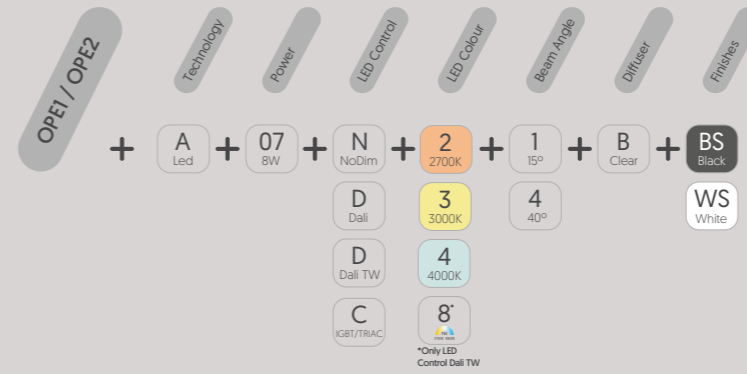 OPE1 / OPE2
Technology
Power
LED Control
LED Colour
Beam Angle
Diffuser
Finishes
+ A + 07 + N + 2 + 1 + B + BS
Led 8W NoDim 2700K 15º Clear Black
D 3 4 WS
Dali 3000K 40º White
D 4
Dali TW 4000K
C 8*
IGBT/TRIAC
*Only LED
Control Dali TW